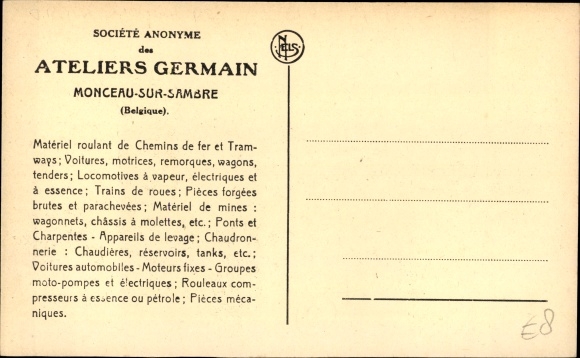 SOCIÉTÉ ANONYME
des
ATELIERS GERMAIN
MONCEAU-SUR-SAMBRE
(Belgique).
Matériel roulant de Chemins de fer et Tram-
ways; Voitures, motrices, remorques, wagons,
tenders; Locomotives à vapeur, électriques et
à essence; Trains de roues; Pièces forgées
brutes et parachevées; Matériel de mines :
wagonnets, châssis à molettes, etc.; Ponts et
Charpentes - Appareils de levage; Chaudron-
nerie : Chaudières, réservoirs, tanks, etc.;
Voitures automobiles - Moteurs fixes - Groupes
moto-pompes et électriques; Rouleaux com-
presseurs à essence ou pétrole; Pièces méca-
niques.
NELS
£8